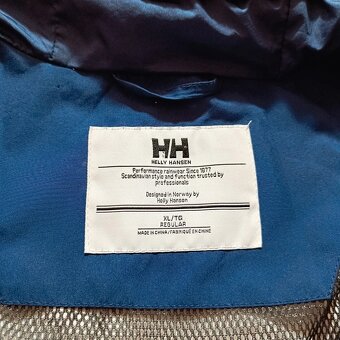 HH
HELLY HANSEN
Performance rainwear Since 1977
Scandinavian style and function trusted by
professionals
Designed in Norway by
Helly Hansen
XL/TG
REGULAR
MADE IN CHINA/FABRIQUÉ EN CHINE